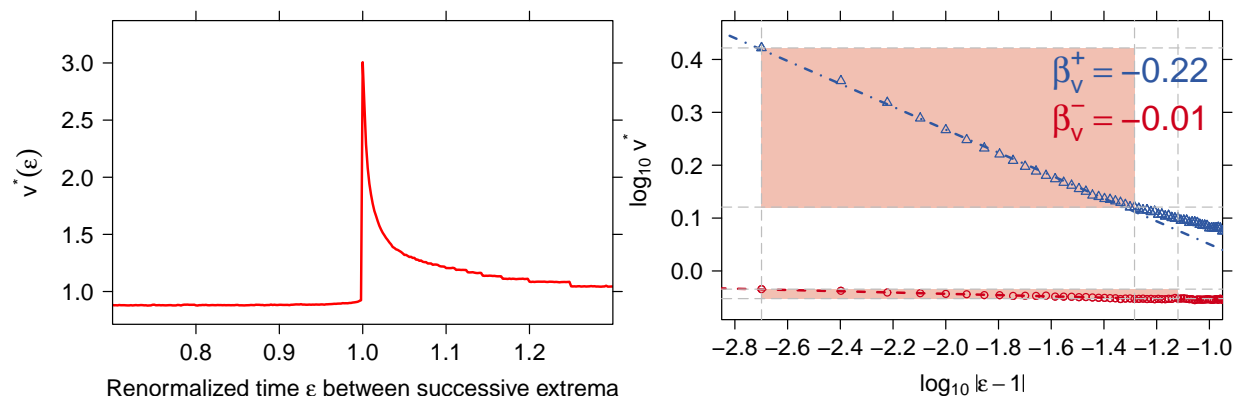 v*(ε)
3.0
2.5
2.0
1.5
1.0
0.8 0.9 1.0 1.1 1.2
Renormalized time ε between successive extrema
log₁₀ v*
0.4
0.3
0.2
0.1
0.0
β_v^+ = −0.22
β_v^− = −0.01
−2.8 −2.6 −2.4 −2.2 −2.0 −1.8 −1.6 −1.4 −1.2 −1.0
log₁₀ |ε − 1|